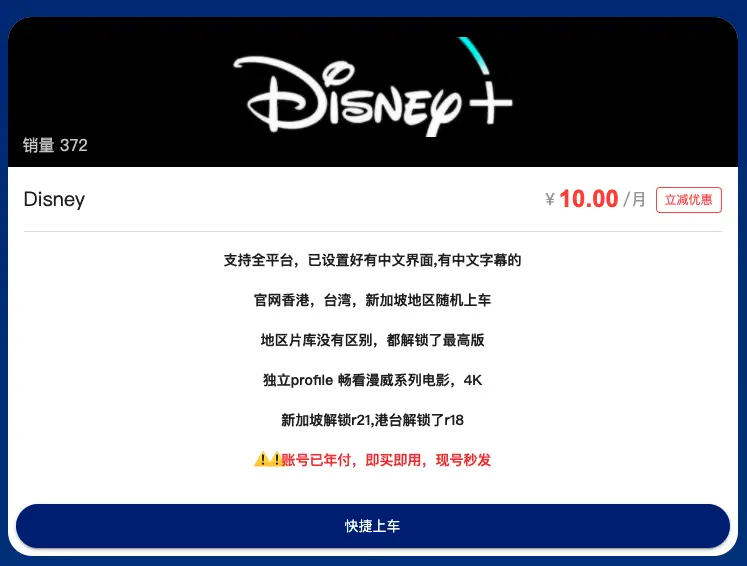 Disney+
销量 372
Disney
¥ 10.00 /月 立减优惠
支持全平台，已设置好有中文界面,有中文字幕的
官网香港，台湾，新加坡地区随机上车
地区片库没有区别，都解锁了最高版
独立profile 畅看漫威系列电影，4K
新加坡解锁r21,港台解锁了r18
⚠️⚠️账号已年付，即买即用，现号秒发
快捷上车